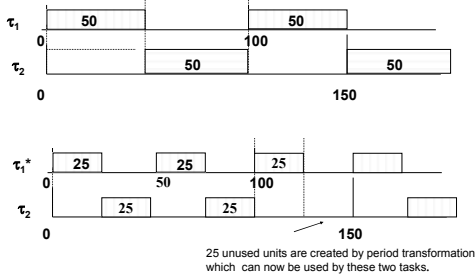 τ1 50 50
0 100
τ2 50 50
0 150
τ1* 25 25 25
0 50 100
τ2 25 25
0 150
25 unused units are created by period transformation
which can now be used by these two tasks.